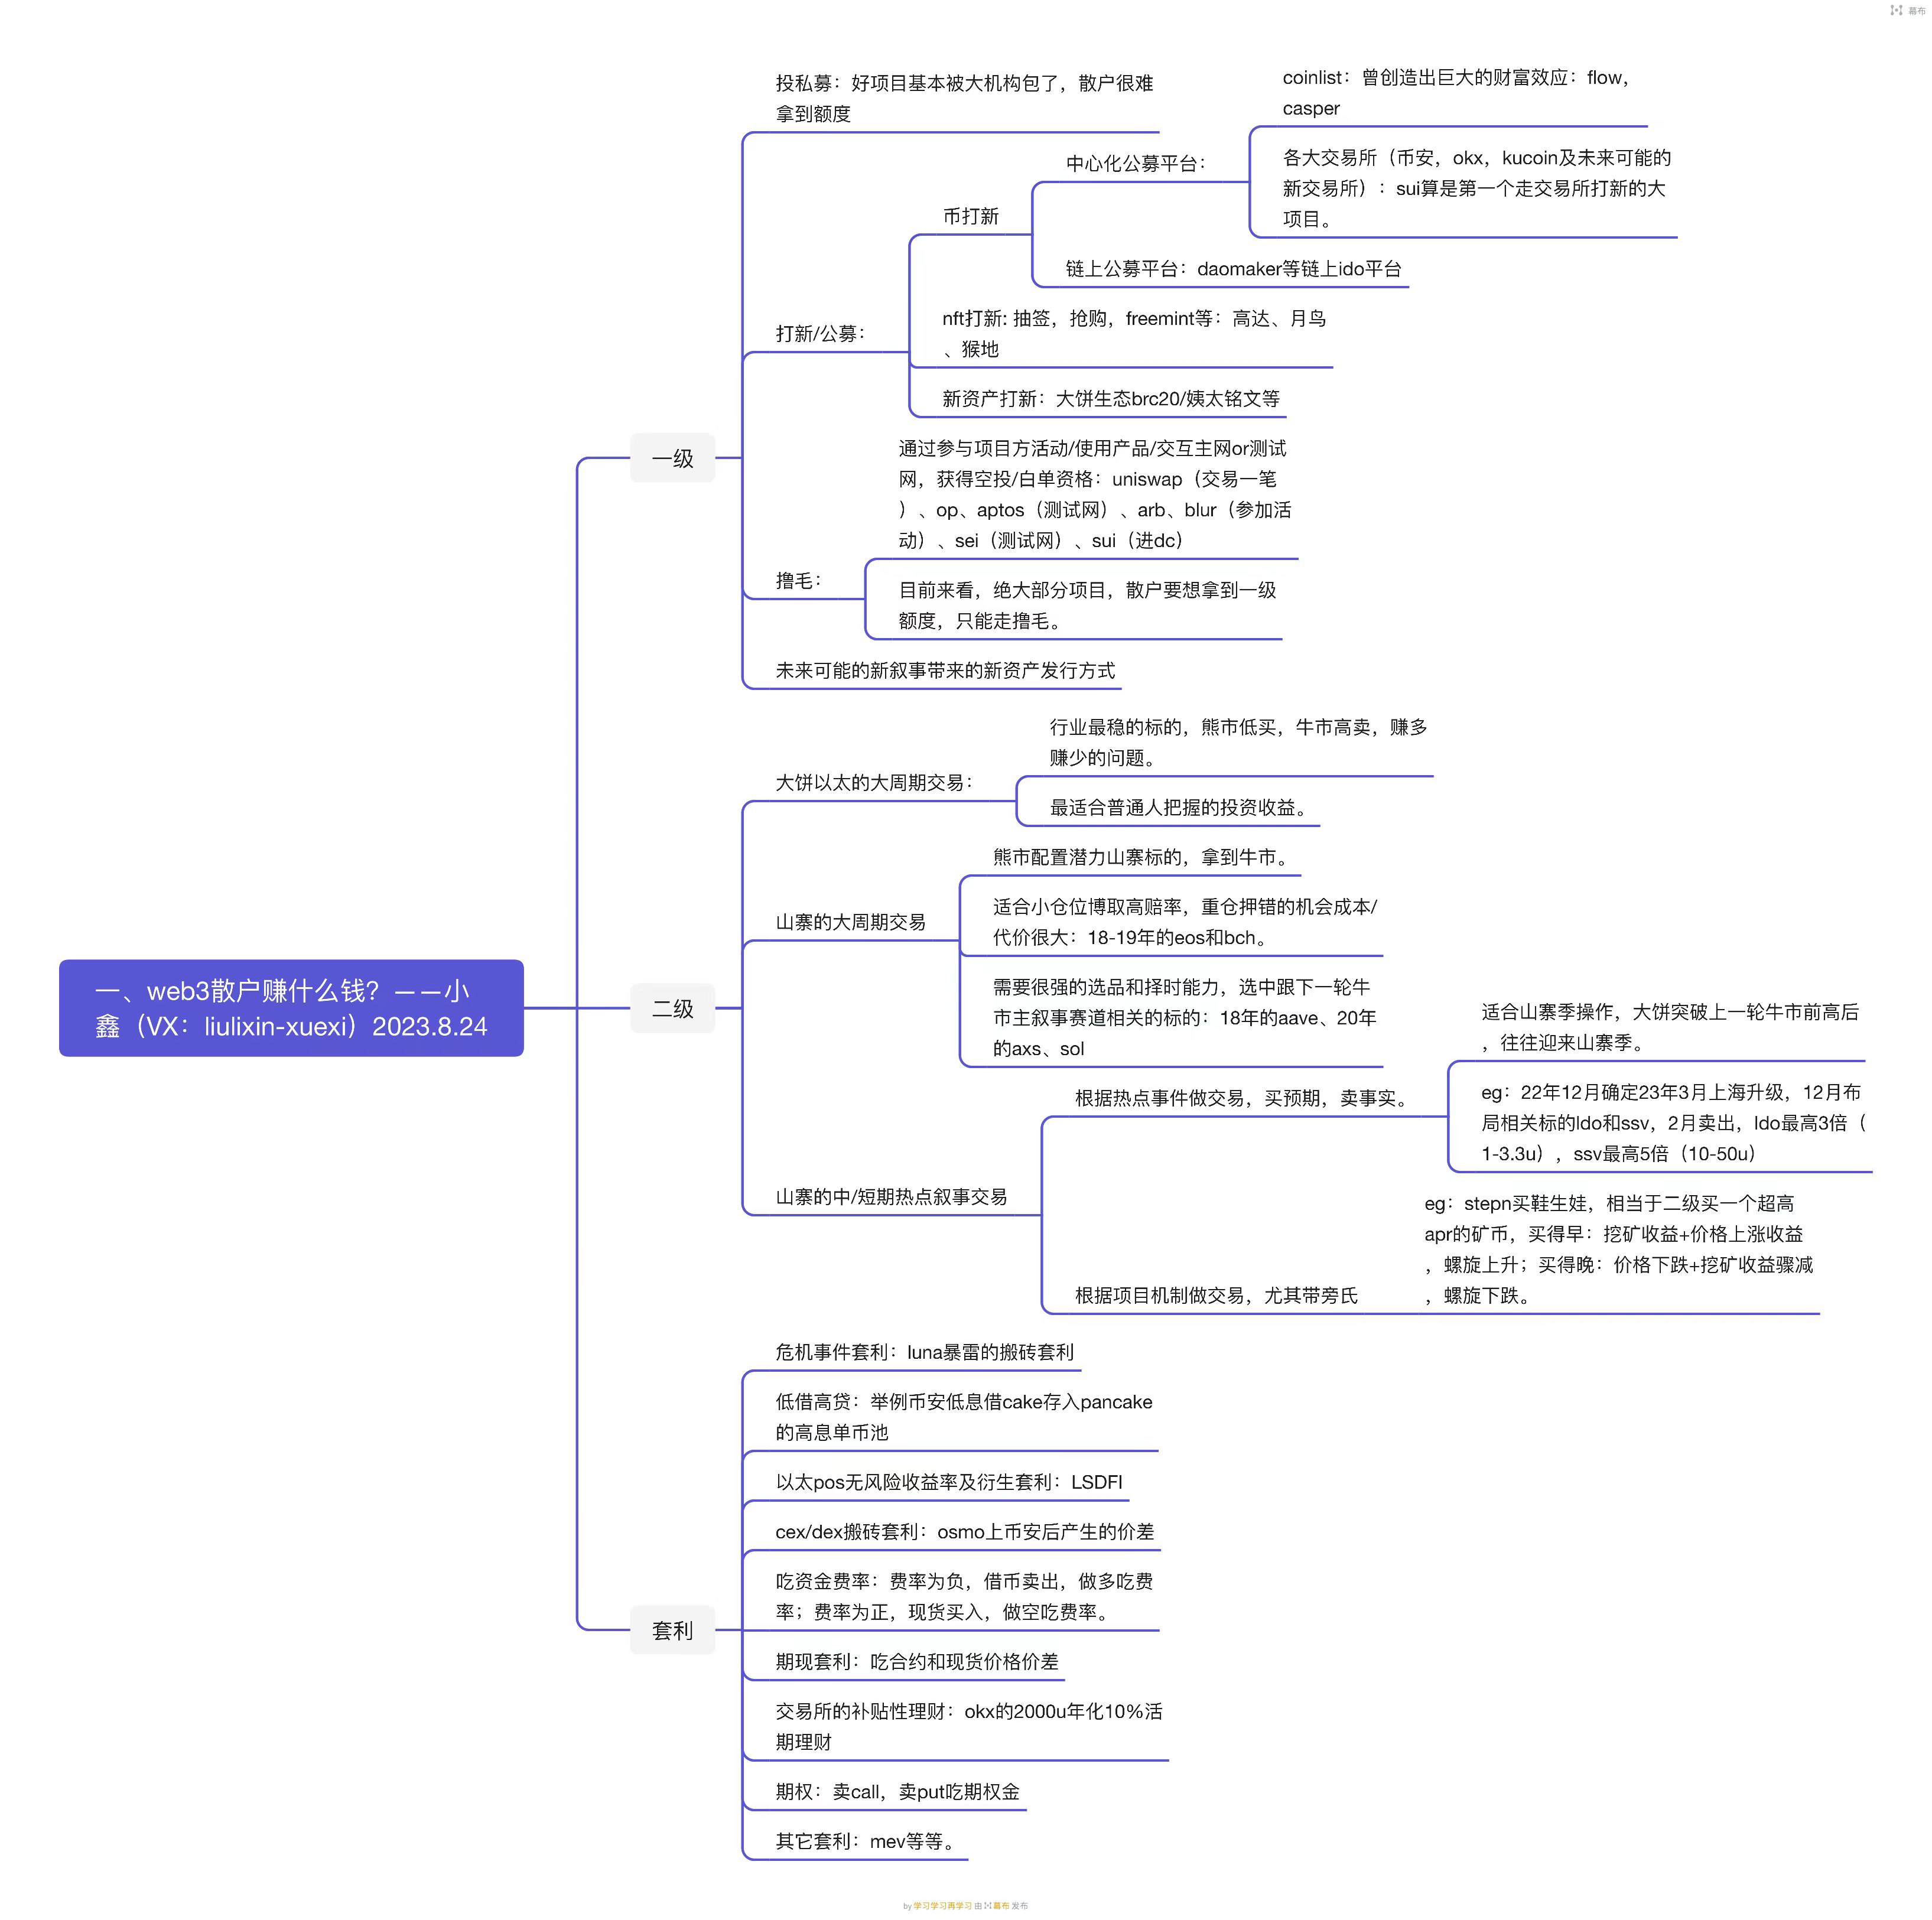 幕布
一、web3散户赚什么钱？——小
鑫（VX：liulixin-xuexi）2023.8.24
一级
投私募：好项目基本被大机构包了，散户很难
拿到额度
打新/公募：
币打新
中心化公募平台：
coinlist：曾创造出巨大的财富效应：flow，
casper
各大交易所（币安，okx，kucoin及未来可能的
新交易所）：sui算是第一个走交易所打新的大
项目。
链上公募平台：daomaker等链上ido平台
nft打新: 抽签，抢购，freemint等：高达、月鸟
、猴地
新资产打新：大饼生态brc20/姨太铭文等
撸毛：
通过参与项目方活动/使用产品/交互主网or测试
网，获得空投/白单资格：uniswap（交易一笔
）、op、aptos（测试网）、arb、blur（参加活
动）、sei（测试网）、sui（进dc）
目前来看，绝大部分项目，散户要想拿到一级
额度，只能走撸毛。
未来可能的新叙事带来的新资产发行方式
二级
大饼以太的大周期交易：
行业最稳的标的，熊市低买，牛市高卖，赚多
赚少的问题。
最适合普通人把握的投资收益。
山寨的大周期交易
熊市配置潜力山寨标的，拿到牛市。
适合小仓位博取高赔率，重仓押错的机会成本/
代价很大：18-19年的eos和bch。
需要很强的选品和择时能力，选中跟下一轮牛
市主叙事赛道相关的标的：18年的aave、20年
的axs、sol
山寨的中/短期热点叙事交易
根据热点事件做交易，买预期，卖事实。
适合山寨季操作，大饼突破上一轮牛市前高后
，往往迎来山寨季。
eg：22年12月确定23年3月上海升级，12月布
局相关标的ldo和ssv，2月卖出，ldo最高3倍（
1-3.3u），ssv最高5倍（10-50u）
根据项目机制做交易，尤其带旁氏
eg：stepn买鞋生娃，相当于二级买一个超高
apr的矿币，买得早：挖矿收益+价格上涨收益
，螺旋上升；买得晚：价格下跌+挖矿收益骤减
，螺旋下跌。
套利
危机事件套利：luna暴雷的搬砖套利
低借高贷：举例币安低息借cake存入pancake
的高息单币池
以太pos无风险收益率及衍生套利：LSDFI
cex/dex搬砖套利：osmo上币安后产生的价差
吃资金费率：费率为负，借币卖出，做多吃费
率；费率为正，现货买入，做空吃费率。
期现套利：吃合约和现货价格价差
交易所的补贴性理财：okx的2000u年化10%活
期理财
期权：卖call，卖put吃期权金
其它套利：mev等等。
by 学习学习再学习 由 幕布 发布